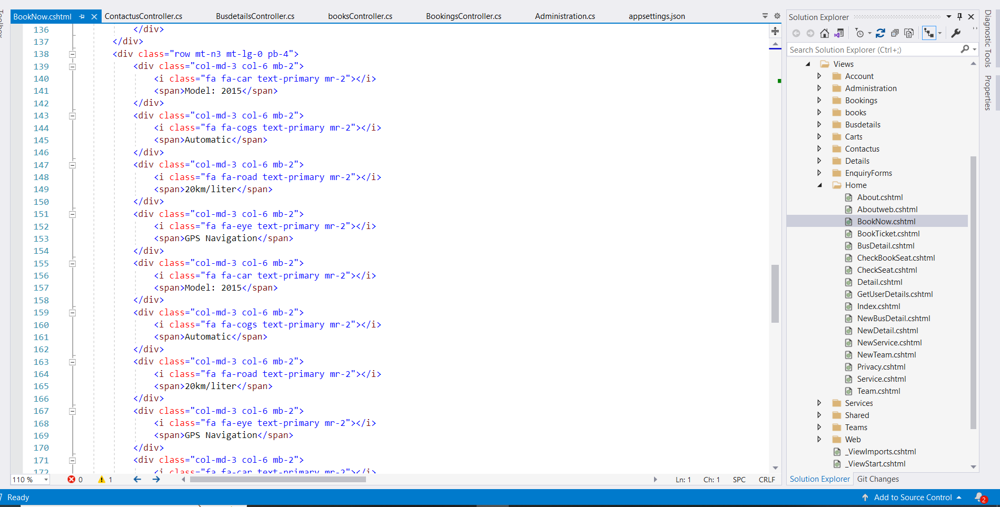 BookNow.cshtml ContactusController.cs BusdetailsController.cs booksController.cs BookingsController.cs Administration.cs appsettings.json
136 </div>
137 </div>
138 <div class="row mt-n3 mt-lg-0 pb-4">
139 <div class="col-md-3 col-6 mb-2">
140 <i class="fa fa-car text-primary mr-2"></i>
141 <span>Model: 2015</span>
142 </div>
143 <div class="col-md-3 col-6 mb-2">
144 <i class="fa fa-cogs text-primary mr-2"></i>
145 <span>Automatic</span>
146 </div>
147 <div class="col-md-3 col-6 mb-2">
148 <i class="fa fa-road text-primary mr-2"></i>
149 <span>20km/liter</span>
150 </div>
151 <div class="col-md-3 col-6 mb-2">
152 <i class="fa fa-eye text-primary mr-2"></i>
153 <span>GPS Navigation</span>
154 </div>
155 <div class="col-md-3 col-6 mb-2">
156 <i class="fa fa-car text-primary mr-2"></i>
157 <span>Model: 2015</span>
158 </div>
159 <div class="col-md-3 col-6 mb-2">
160 <i class="fa fa-cogs text-primary mr-2"></i>
161 <span>Automatic</span>
162 </div>
163 <div class="col-md-3 col-6 mb-2">
164 <i class="fa fa-road text-primary mr-2"></i>
165 <span>20km/liter</span>
166 </div>
167 <div class="col-md-3 col-6 mb-2">
168 <i class="fa fa-eye text-primary mr-2"></i>
169 <span>GPS Navigation</span>
170 </div>
171 <div class="col-md-3 col-6 mb-2">
172 <i class="fa fa-car text-primary mr-2"></i>
110 % 0 1 Ln: 1 Ch: 1 SPC CRLF
Solution Explorer
Search Solution Explorer (Ctrl+;)
Views
Account
Administration
Bookings
books
Busdetails
Carts
Contactus
Details
EnquiryForms
Home
About.cshtml
Aboutweb.cshtml
BookNow.cshtml
BookTicket.cshtml
BusDetail.cshtml
CheckBookSeat.cshtml
CheckSeat.cshtml
Detail.cshtml
GetUserDetails.cshtml
Index.cshtml
NewBusDetail.cshtml
NewDetail.cshtml
NewService.cshtml
NewTeam.cshtml
Privacy.cshtml
Service.cshtml
Team.cshtml
Services
Shared
Teams
Web
_ViewImports.cshtml
_ViewStart.cshtml
Solution Explorer Git Changes
Diagnostic Tools
Properties
Ready Add to Source Control 2